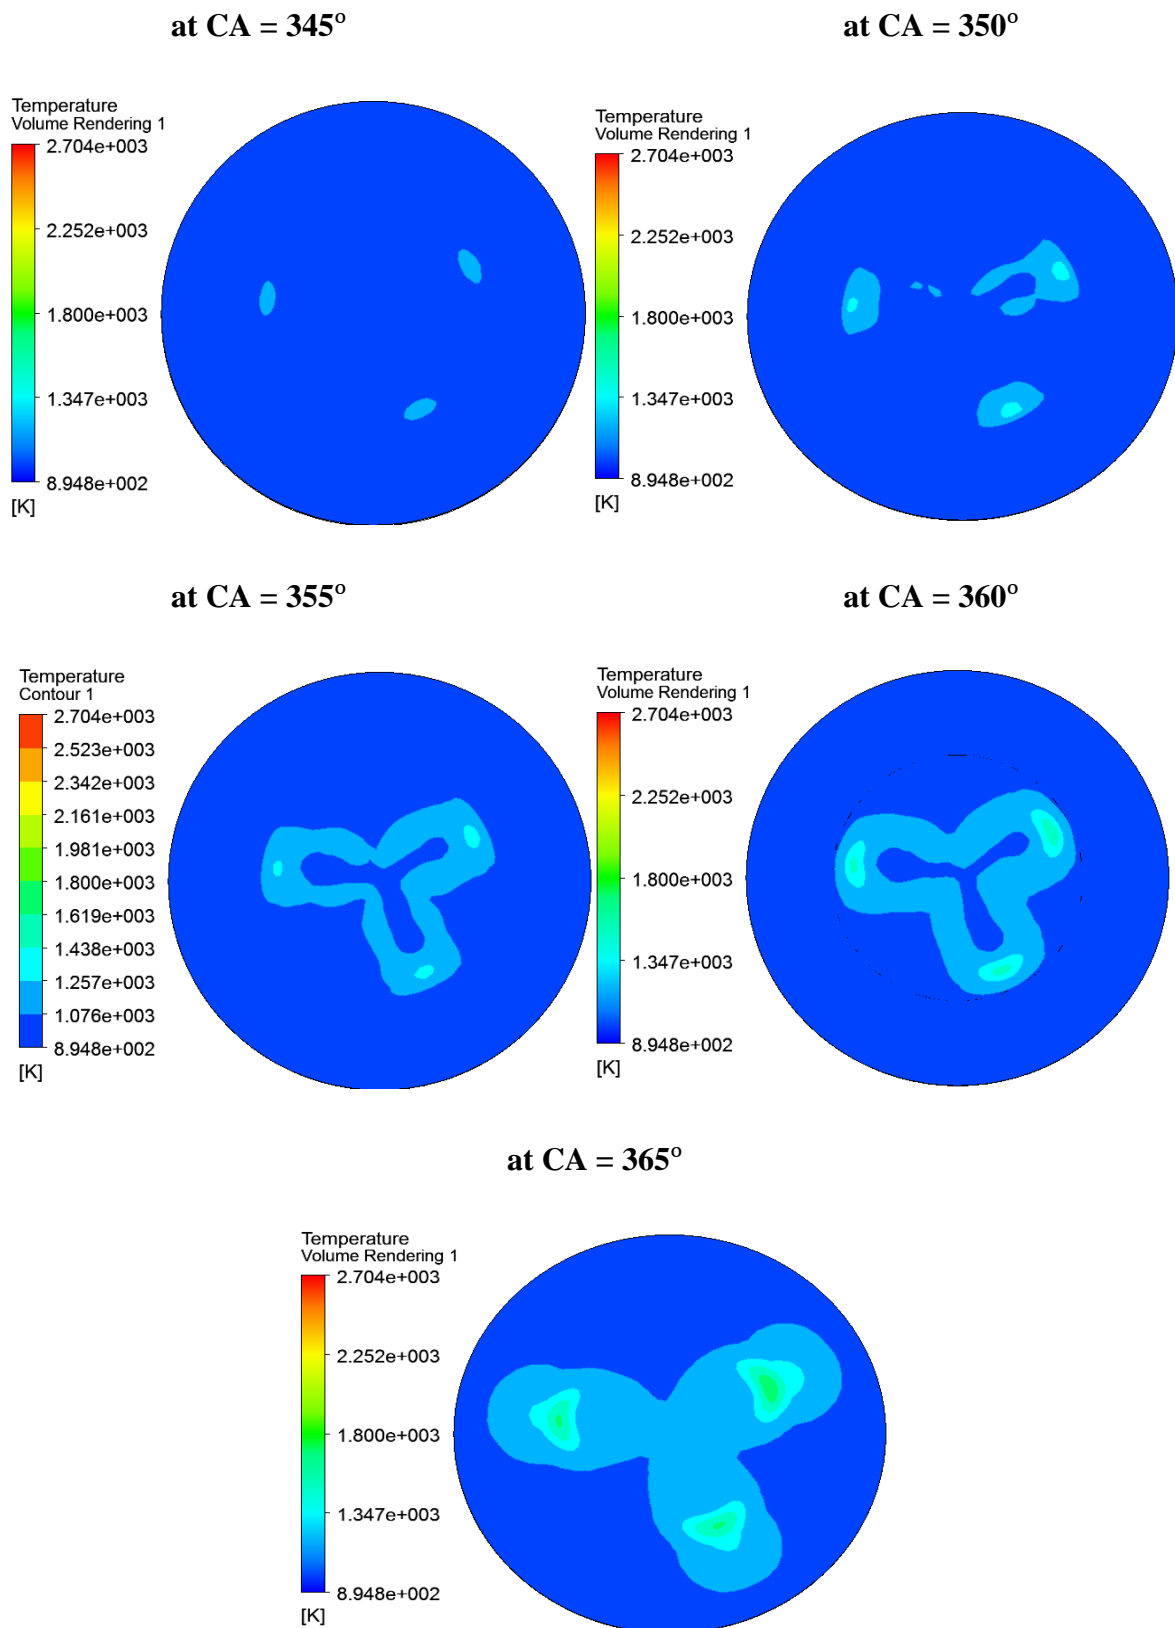 at CA = 345°
at CA = 350°
Temperature
Volume Rendering 1
2.704e+003
2.252e+003
1.800e+003
1.347e+003
8.948e+002
[K]
Temperature
Volume Rendering 1
2.704e+003
2.252e+003
1.800e+003
1.347e+003
8.948e+002
[K]
at CA = 355°
at CA = 360°
Temperature
Contour 1
2.704e+003
2.523e+003
2.342e+003
2.161e+003
1.981e+003
1.800e+003
1.619e+003
1.438e+003
1.257e+003
1.076e+003
8.948e+002
[K]
Temperature
Volume Rendering 1
2.704e+003
2.252e+003
1.800e+003
1.347e+003
8.948e+002
[K]
at CA = 365°
Temperature
Volume Rendering 1
2.704e+003
2.252e+003
1.800e+003
1.347e+003
8.948e+002
[K]